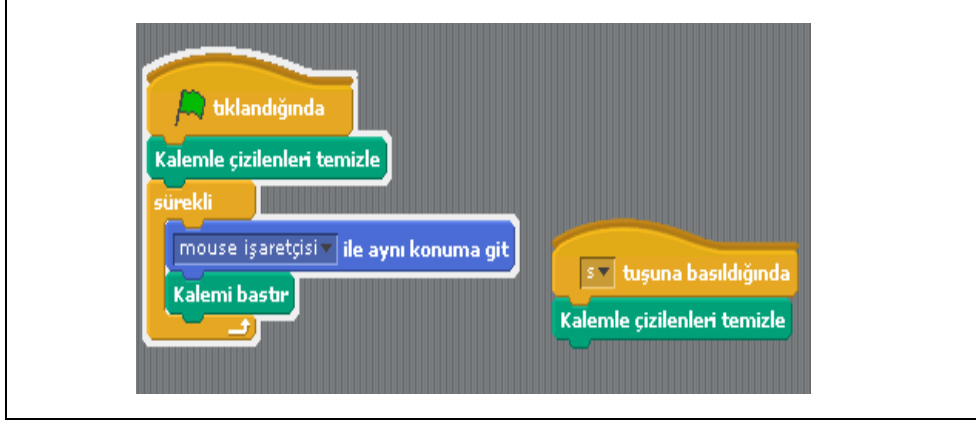 tıklandığında
Kalemle çizilenleri temizle
sürekli
mouse işaretçisi ile aynı konuma git
Kalemi bastır
s tuşuna basıldığında
Kalemle çizilenleri temizle